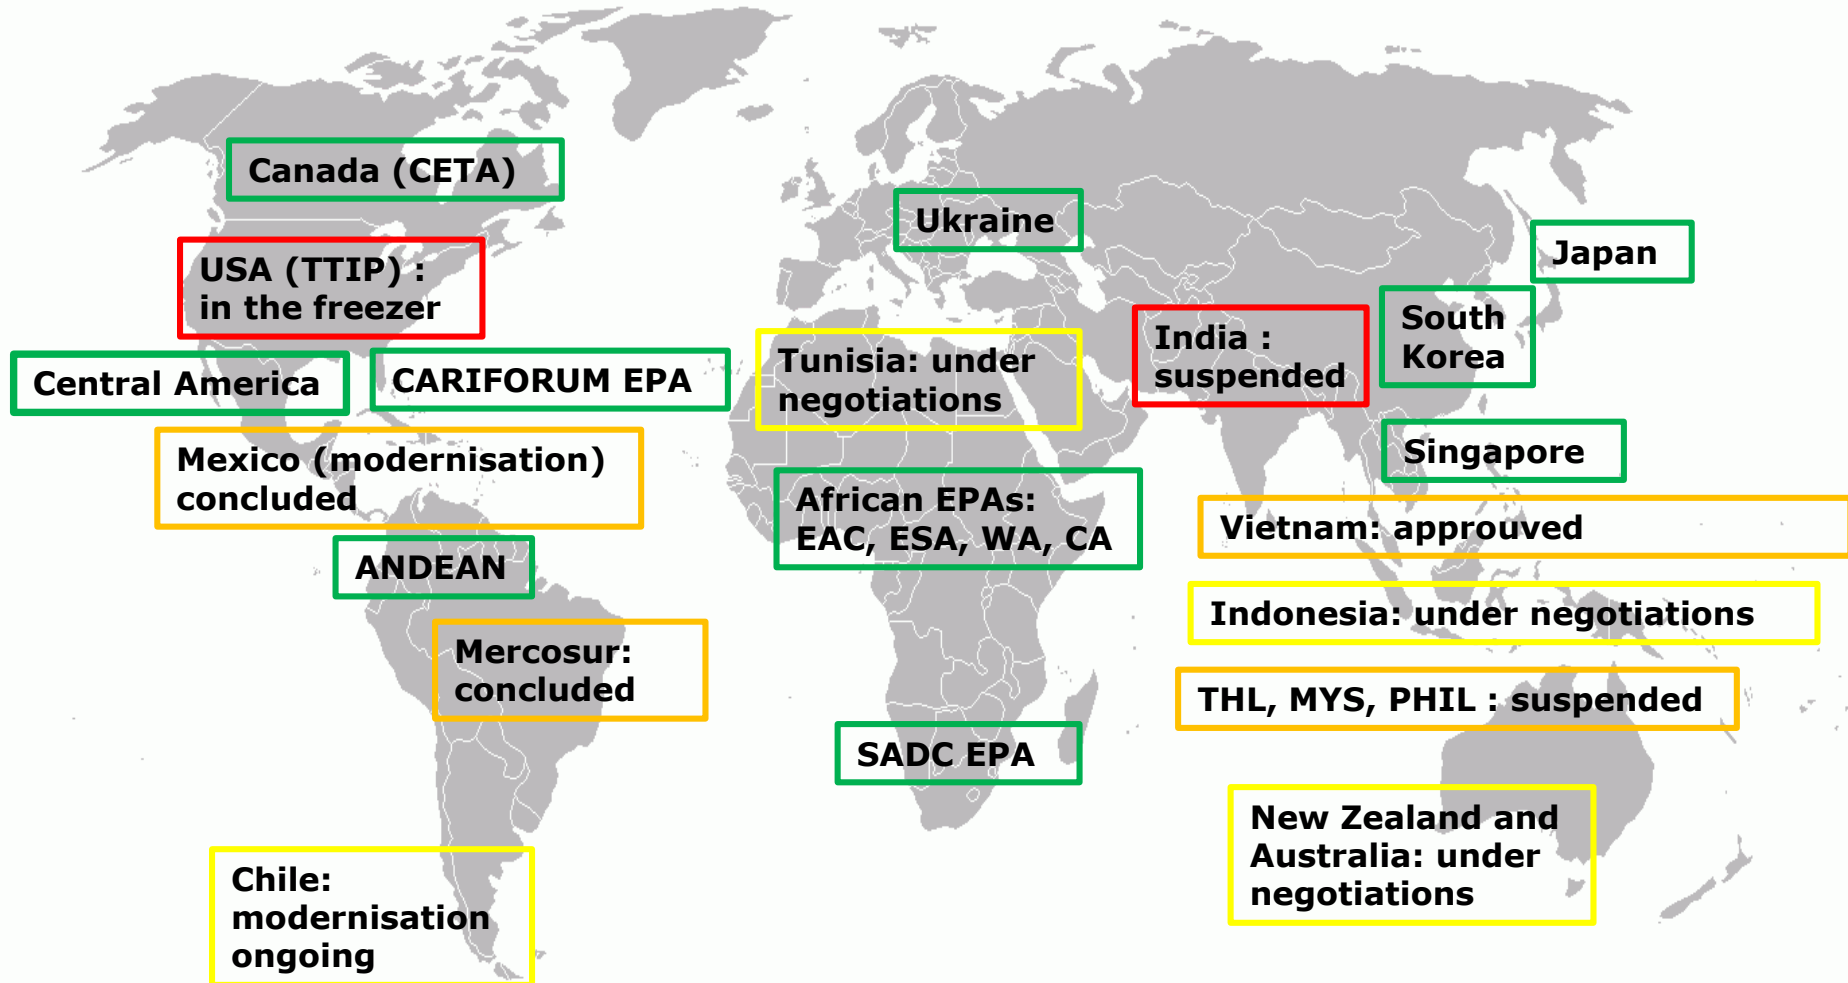 Canada (CETA)
Ukraine
Japan
USA (TTIP) :
in the freezer
South
Korea
India :
suspended
Tunisia: under
negotiations
Central America
CARIFORUM EPA
Mexico (modernisation)
concluded
Singapore
African EPAs:
EAC, ESA, WA, CA
Vietnam: approuved
ANDEAN
Indonesia: under negotiations
Mercosur:
concluded
THL, MYS, PHIL : suspended
SADC EPA
New Zealand and
Australia: under
negotiations
Chile:
modernisation
ongoing